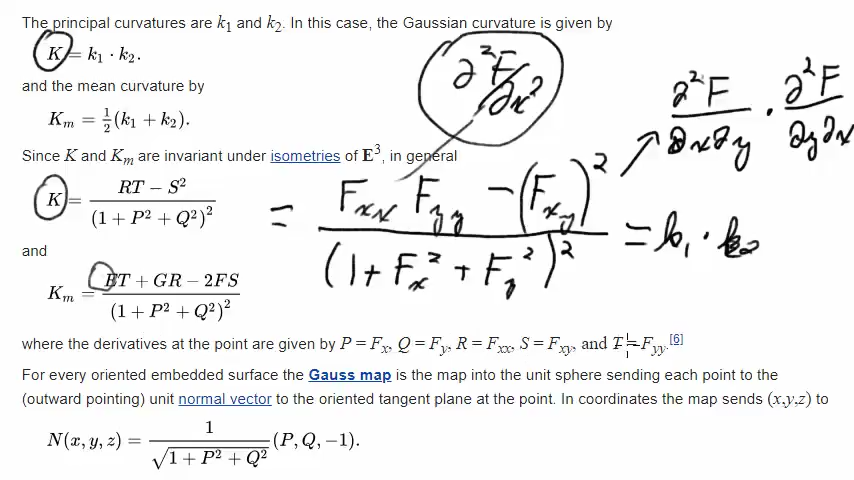 The principal curvatures are k₁ and k₂. In this case, the Gaussian curvature is given by
K = k₁ · k₂.
∂²F/∂x²
∂²F/∂x∂y · ∂²F/∂y∂x
and the mean curvature by
Kₘ = ½(k₁ + k₂).
Since K and Kₘ are invariant under isometries of E³, in general
K = (RT − S²)/(1 + P² + Q²)²
= (Fₓₓ F_yy − (F_xy)²)/(1 + Fₓ² + F_y²)² = k₁ · k₂
and
Kₘ = (ET + GR − 2FS)/(1 + P² + Q²)²
where the derivatives at the point are given by P = Fₓ, Q = F_y, R = Fₓₓ, S = F_xy, and T = F_yy.[6]
For every oriented embedded surface the Gauss map is the map into the unit sphere sending each point to the
(outward pointing) unit normal vector to the oriented tangent plane at the point. In coordinates the map sends (x,y,z) to
N(x, y, z) = 1/√(1 + P² + Q²) (P, Q, −1).